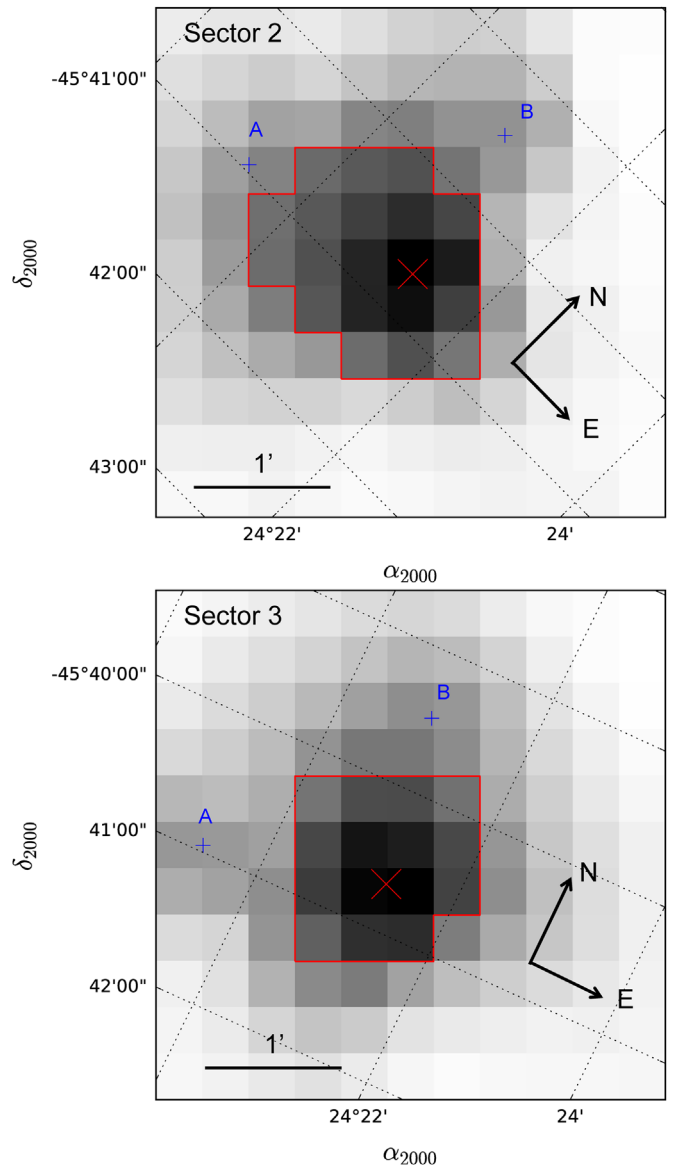 Sector 2
-45°41'00"
A
B
42'00"
δ2000
N
E
43'00"
1’
24°22'
24'
α2000
Sector 3
-45°40'00"
B
A
41'00"
δ2000
N
42'00"
E
1’
24°22'
24'
α2000